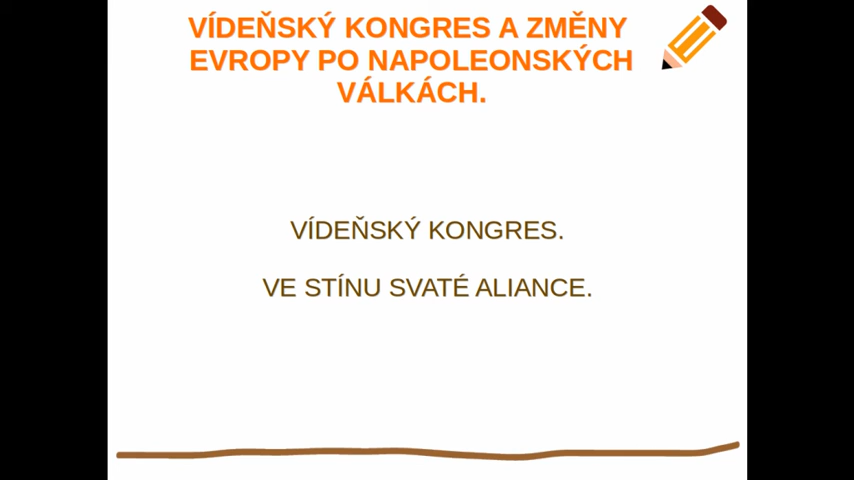 VÍDEŇSKÝ KONGRES A ZMĚNY
EVROPY PO NAPOLEONSKÝCH
VÁLKÁCH.
VÍDEŇSKÝ KONGRES.
VE STÍNU SVATÉ ALIANCE.